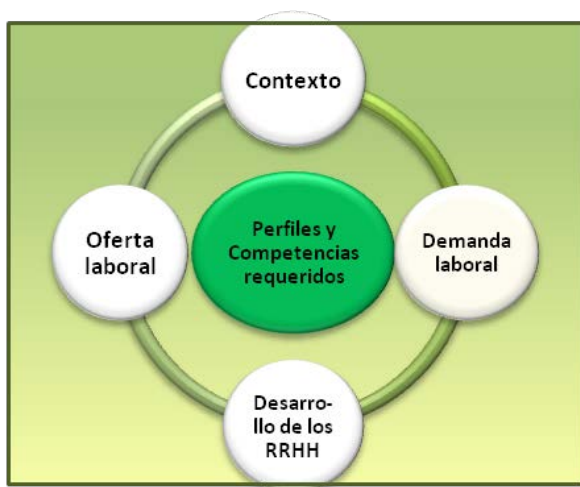 Contexto
Oferta
laboral
Perfiles y
Competencias
requeridos
Demanda
laboral
Desarro-
llo de los
RRHH